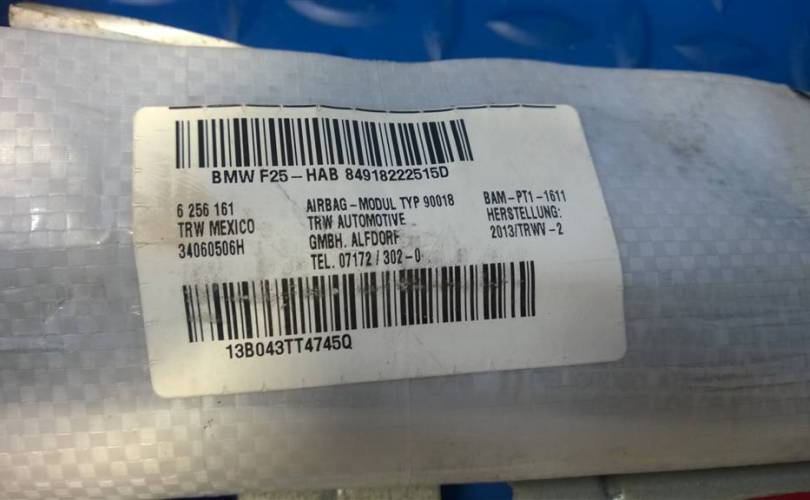 BMW F25-HAB 84918222515D
6 256 161
TRW MEXICO
34060506H
AIRBAG-MODUL TYP 90018
TRW AUTOMOTIVE
GMBH. ALFDORF
TEL. 07172 / 302-0
BAM-PT1-1611
HERSTELLUNG:
2013/TRWV-2
13B043TT4745Q